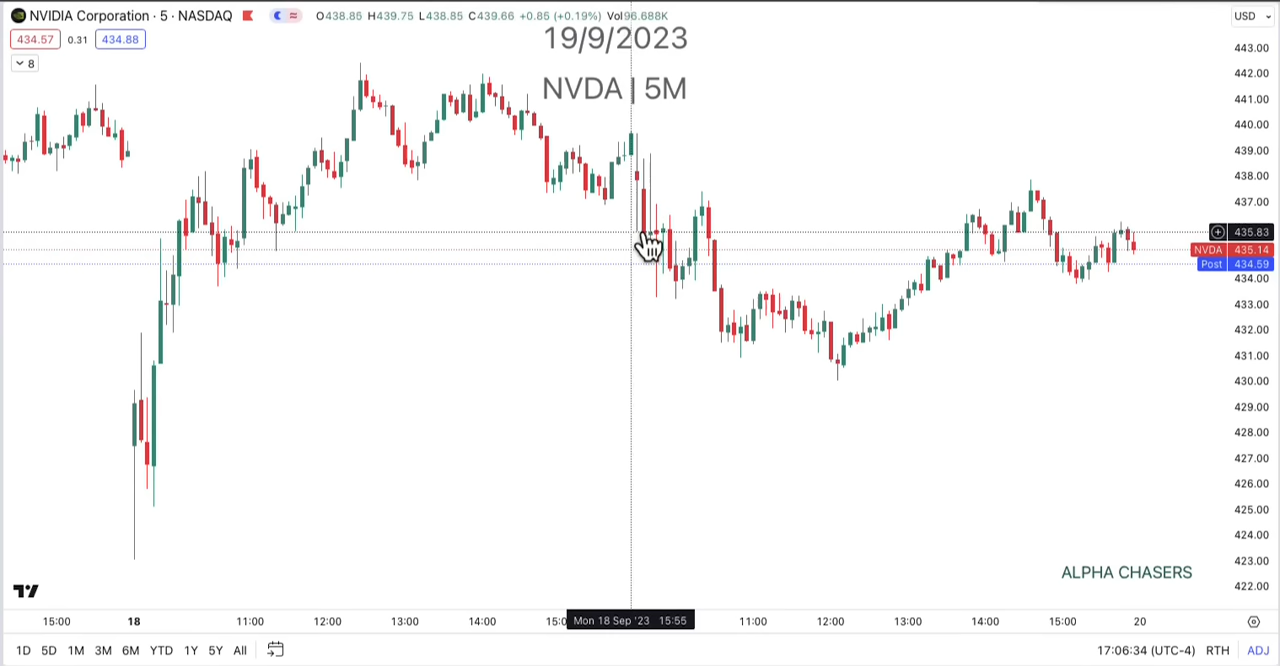 NVIDIA Corporation · 5 · NASDAQ O438.85 H439.75 L438.85 C439.66 +0.85 (+0.19%) Vol96.688K USD
434.57 0.31 434.88
8
19/9/2023
NVDA | 5M
443.00
442.00
441.00
440.00
439.00
438.00
437.00
435.83
NVDA 435.14
Post 434.59
434.00
433.00
432.00
431.00
430.00
429.00
428.00
427.00
426.00
425.00
424.00
423.00
422.00
ALPHA CHASERS
15:00 18 11:00 12:00 13:00 14:00 15:0 Mon 18 Sep '23 15:55 11:00 12:00 13:00 14:00 15:00 20
1D 5D 1M 3M 6M YTD 1Y 5Y All 17:06:34 (UTC-4) RTH ADJ